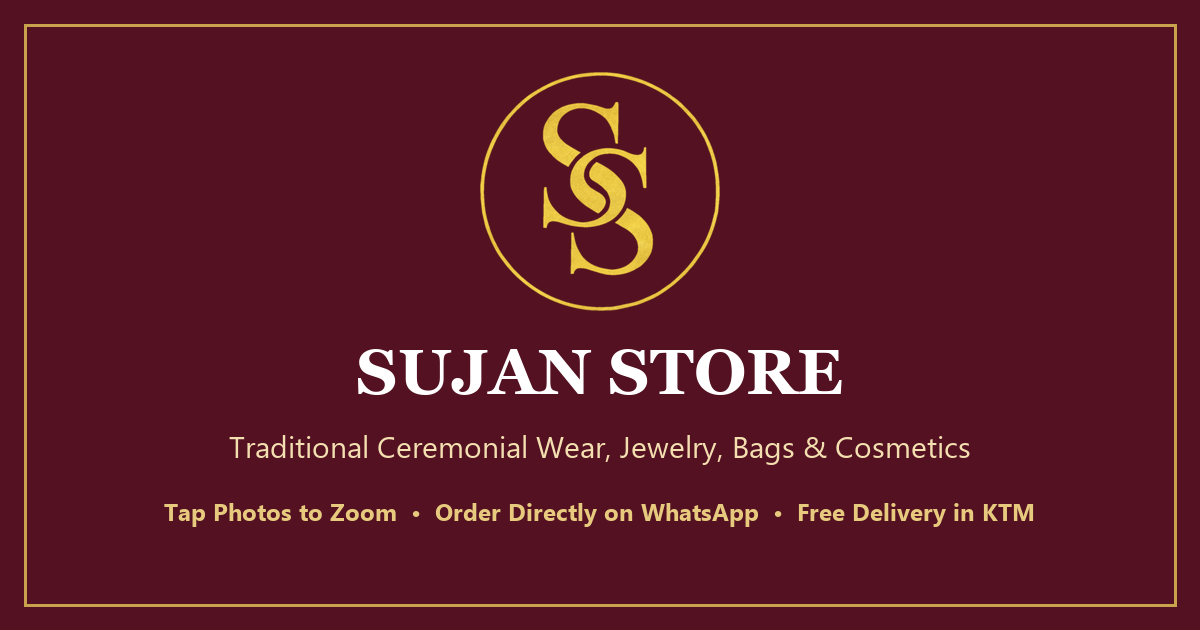 SS
SUJAN STORE
Traditional Ceremonial Wear, Jewelry, Bags & Cosmetics
Tap Photos to Zoom • Order Directly on WhatsApp • Free Delivery in KTM